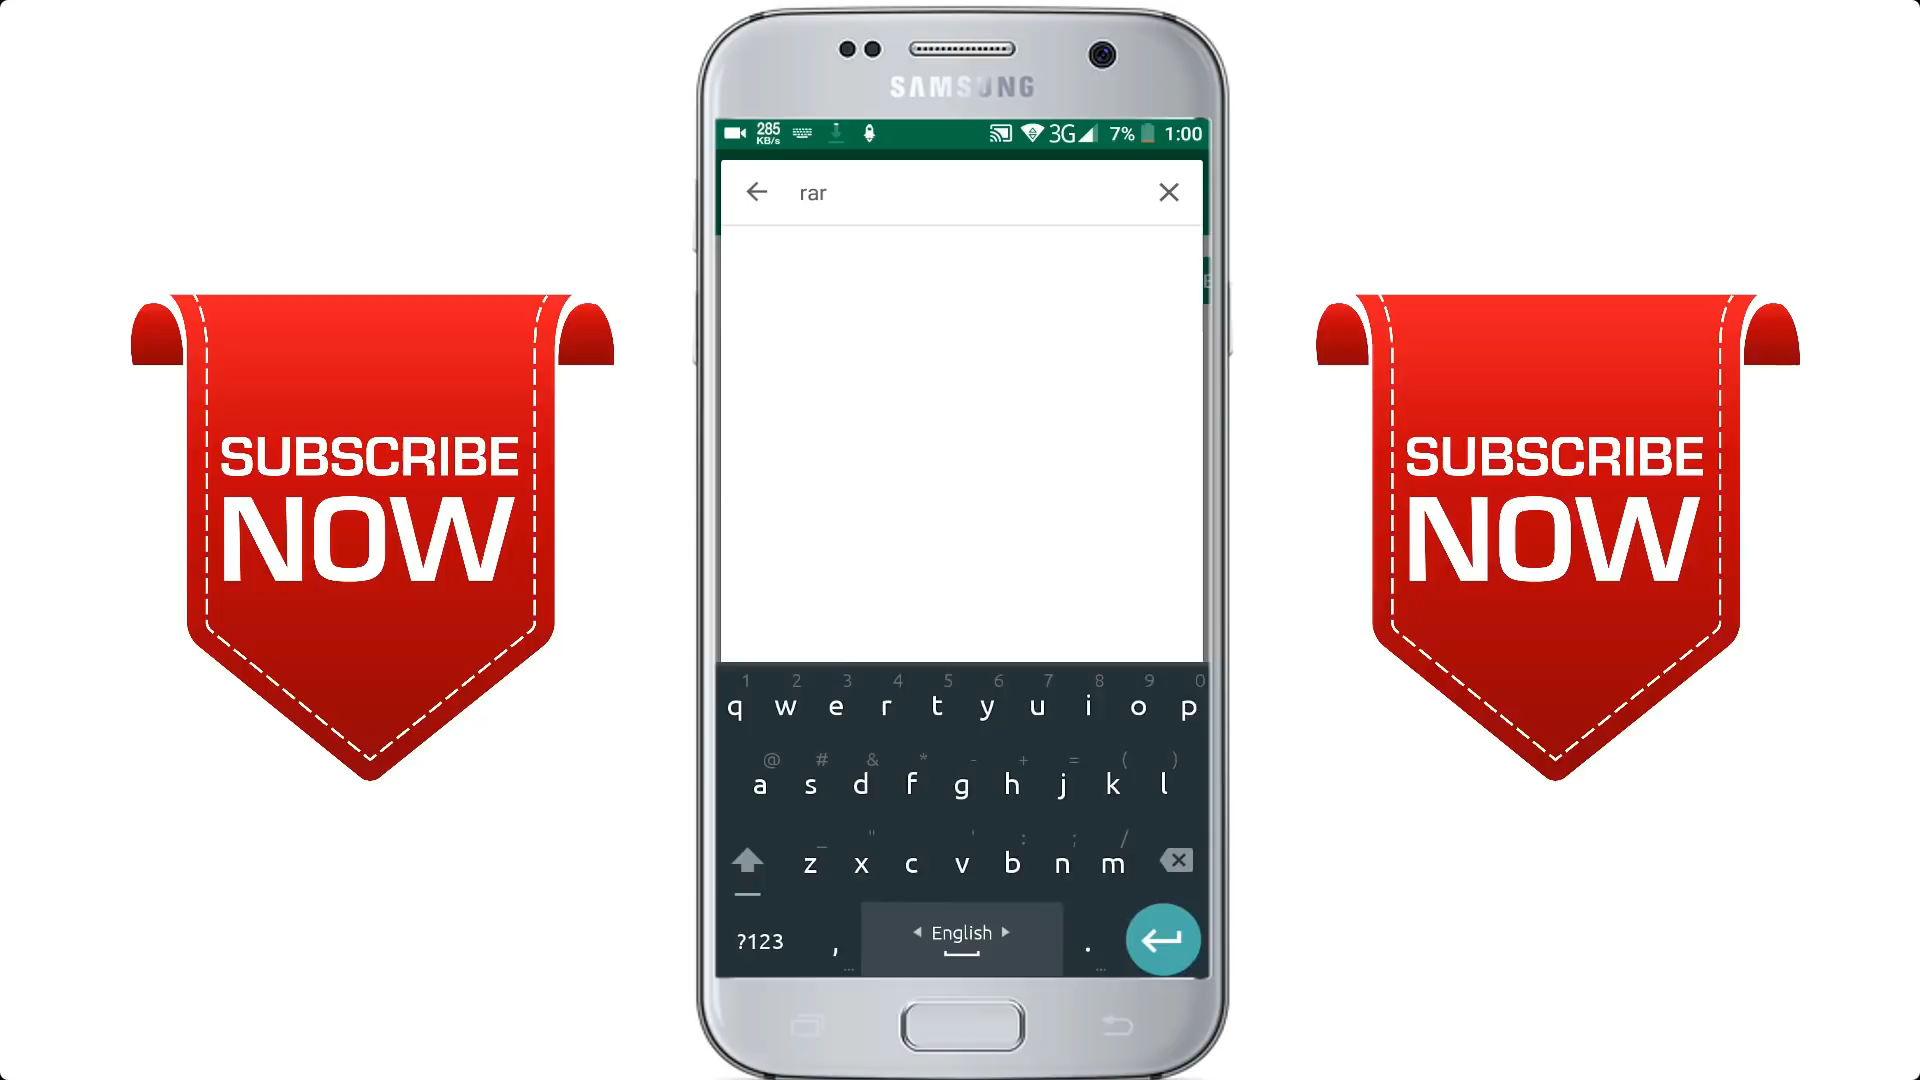 SAMSUNG
285
KB/s
3G
7%
1:00
rar
E
SUBSCRIBE
NOW
SUBSCRIBE
NOW
1 2 3 4 5 6 7 8 9 0
q w e r t y u i o p
@ # & * - + = ( )
a s d f g h j k l
_ " ' : ; /
z x c v b n m
?123 , English .